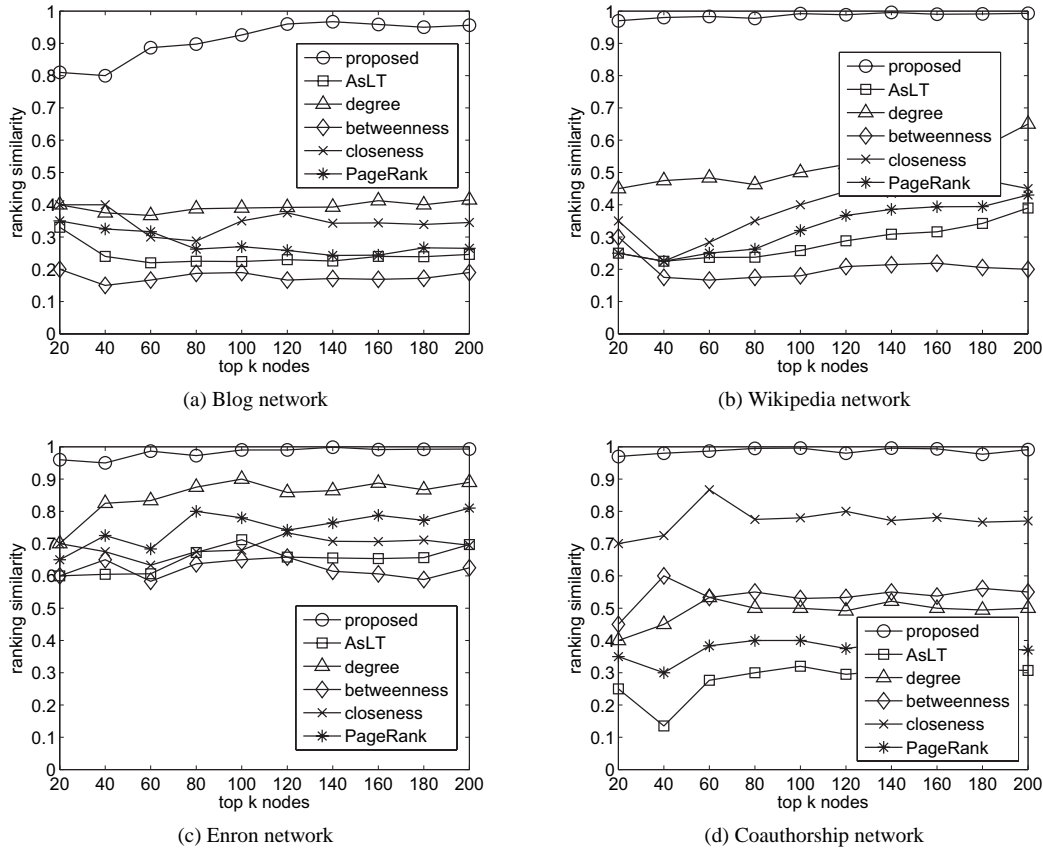 1
0.9
0.8
0.7
0.6
0.5
0.4
0.3
0.2
0.1
0
ranking similarity
20 40 60 80 100 120 140 160 180 200
top k nodes
proposed
AsLT
degree
betweenness
closeness
PageRank
(a) Blog network
1
0.9
0.8
0.7
0.6
0.5
0.4
0.3
0.2
0.1
0
ranking similarity
20 40 60 80 100 120 140 160 180 200
top k nodes
proposed
AsLT
degree
betweenness
closeness
PageRank
(b) Wikipedia network
1
0.9
0.8
0.7
0.6
0.5
0.4
0.3
0.2
0.1
0
ranking similarity
20 40 60 80 100 120 140 160 180 200
top k nodes
proposed
AsLT
degree
betweenness
closeness
PageRank
(c) Enron network
1
0.9
0.8
0.7
0.6
0.5
0.4
0.3
0.2
0.1
0
ranking similarity
20 40 60 80 100 120 140 160 180 200
top k nodes
proposed
AsLT
degree
betweenness
closeness
PageRank
(d) Coauthorship network